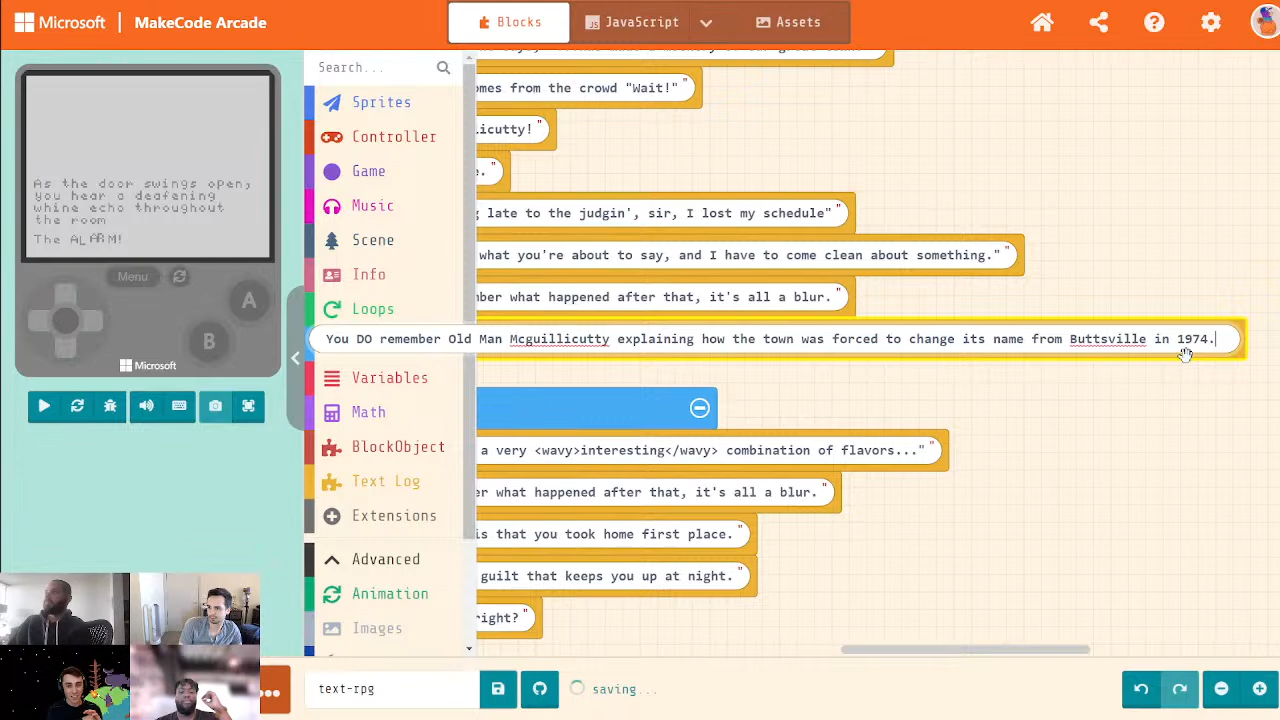 Microsoft | MakeCode Arcade
Blocks
JavaScript
Assets
Search...
Sprites
Controller
Game
Music
Scene
Info
Loops
Variables
Math
BlockObject
Text Log
Extensions
Advanced
Animation
Images
As the door swings open,
you hear a deafening
whine echo throughout
the room
The ALARM!
Menu
A
B
Microsoft
omes from the crowd "Wait!""
licutty!"
e."
g late to the judgin', sir, I lost my schedule""
what you're about to say, and I have to come clean about something.""
mber what happened after that, it's all a blur."
You DO remember Old Man Mcguillicutty explaining how the town was forced to change its name from Buttsville in 1974.
a very <wavy>interesting</wavy> combination of flavors...""
er what happened after that, it's all a blur."
is that you took home first place."
guilt that keeps you up at night."
right?"
text-rpg
saving...